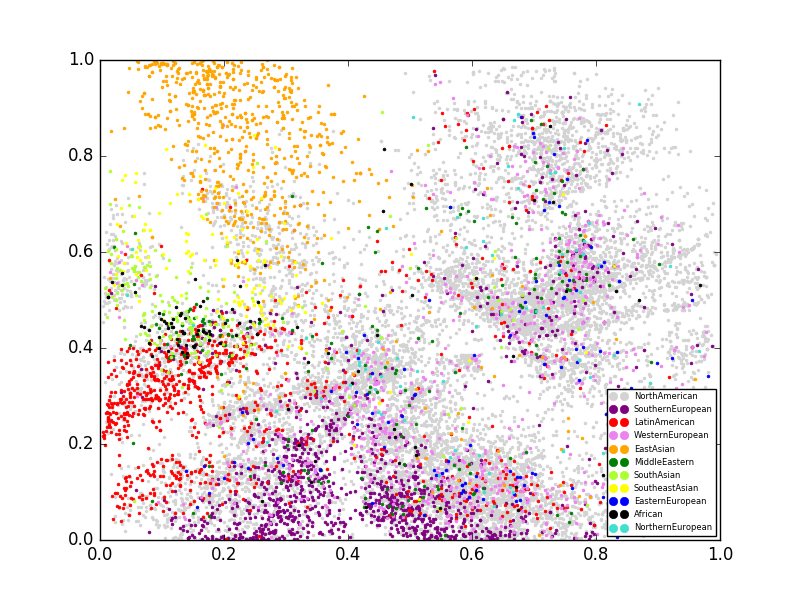 1.0
0.8
0.6
0.4
0.2
0.0
0.0 0.2 0.4 0.6 0.8 1.0
NorthAmerican
SouthernEuropean
LatinAmerican
WesternEuropean
EastAsian
MiddleEastern
SouthAsian
SoutheastAsian
EasternEuropean
African
NorthernEuropean